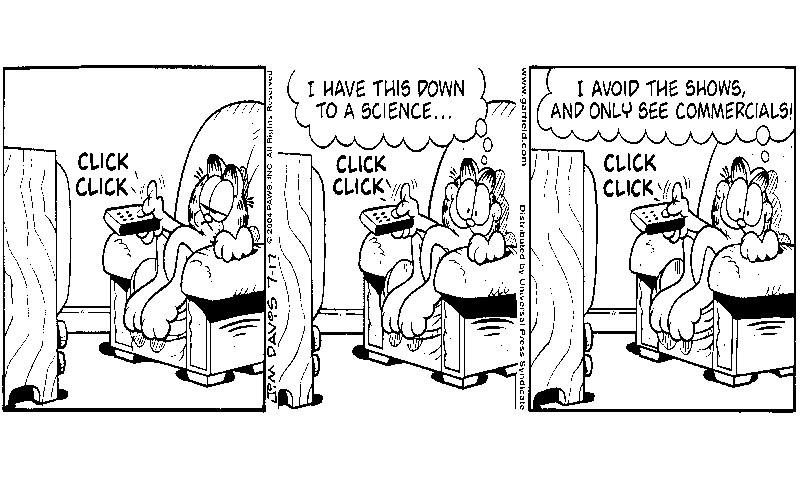 CLICK
CLICK
© 2004 PAWS, INC. All Rights Reserved
JIM DAVIS 7-17
I HAVE THIS DOWN
TO A SCIENCE...
CLICK
CLICK
www.garfield.com
Distributed by Universal Press Syndicate
I AVOID THE SHOWS,
AND ONLY SEE COMMERCIALS!
CLICK
CLICK